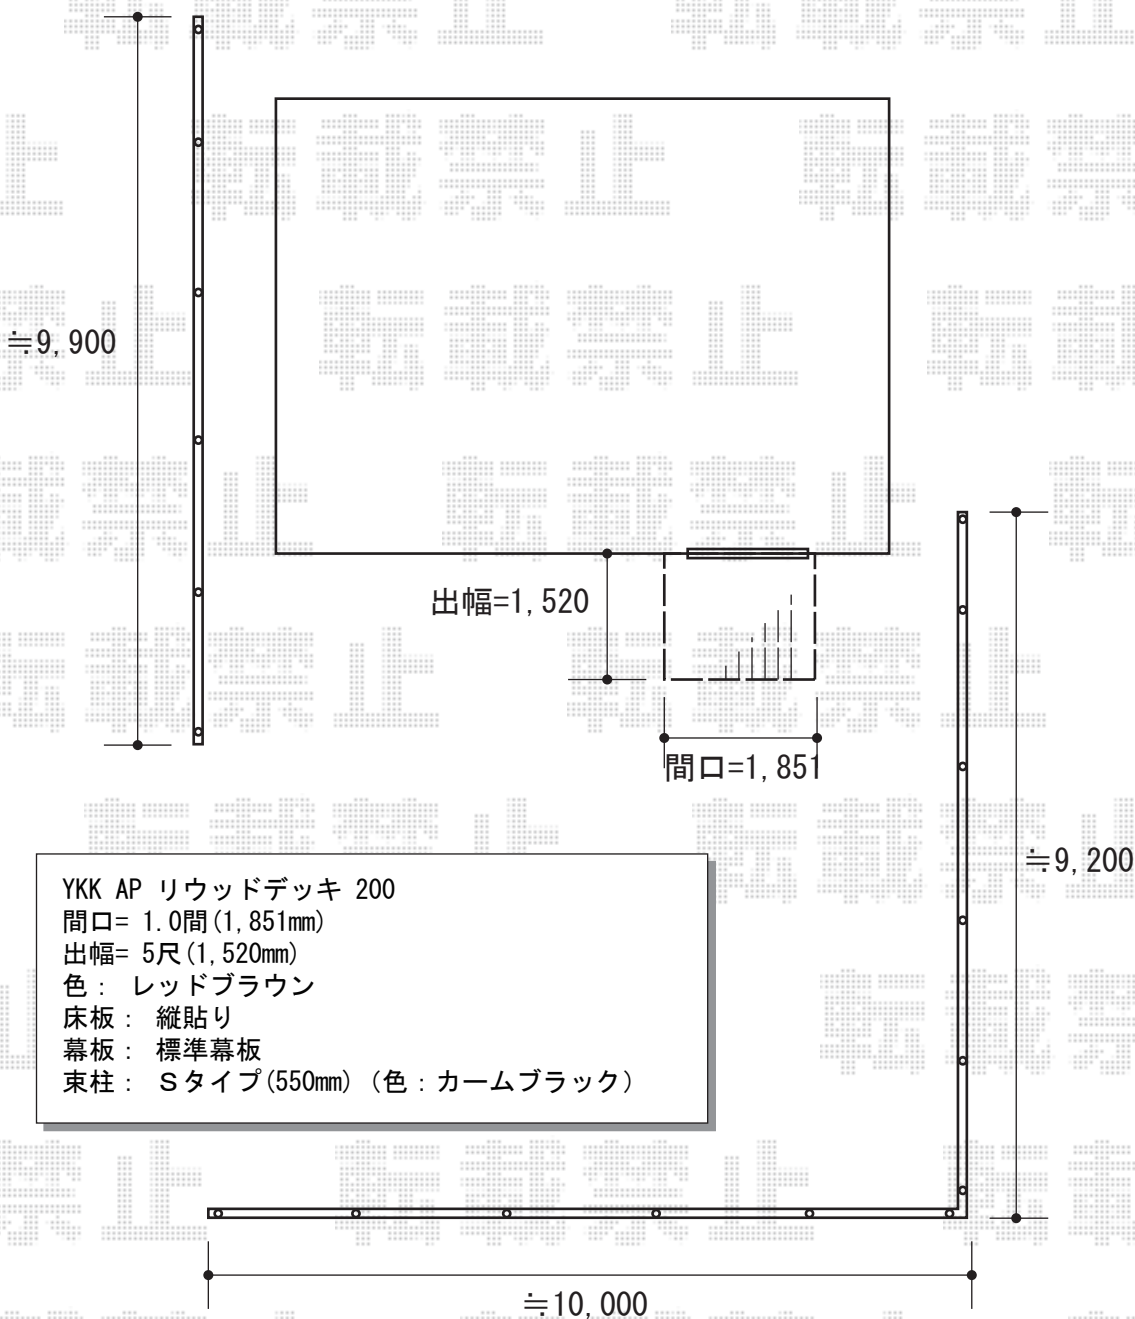 ≒9,900
出幅=1,520
間口=1,851
≒9,200
YKK AP リウッドデッキ 200
間口= 1.0間(1,851mm)
出幅= 5尺(1,520mm)
色： レッドブラウン
床板： 縦貼り
幕板： 標準幕板
束柱： Ｓタイプ(550mm)（色：カームブラック）
≒10,000
転載禁止